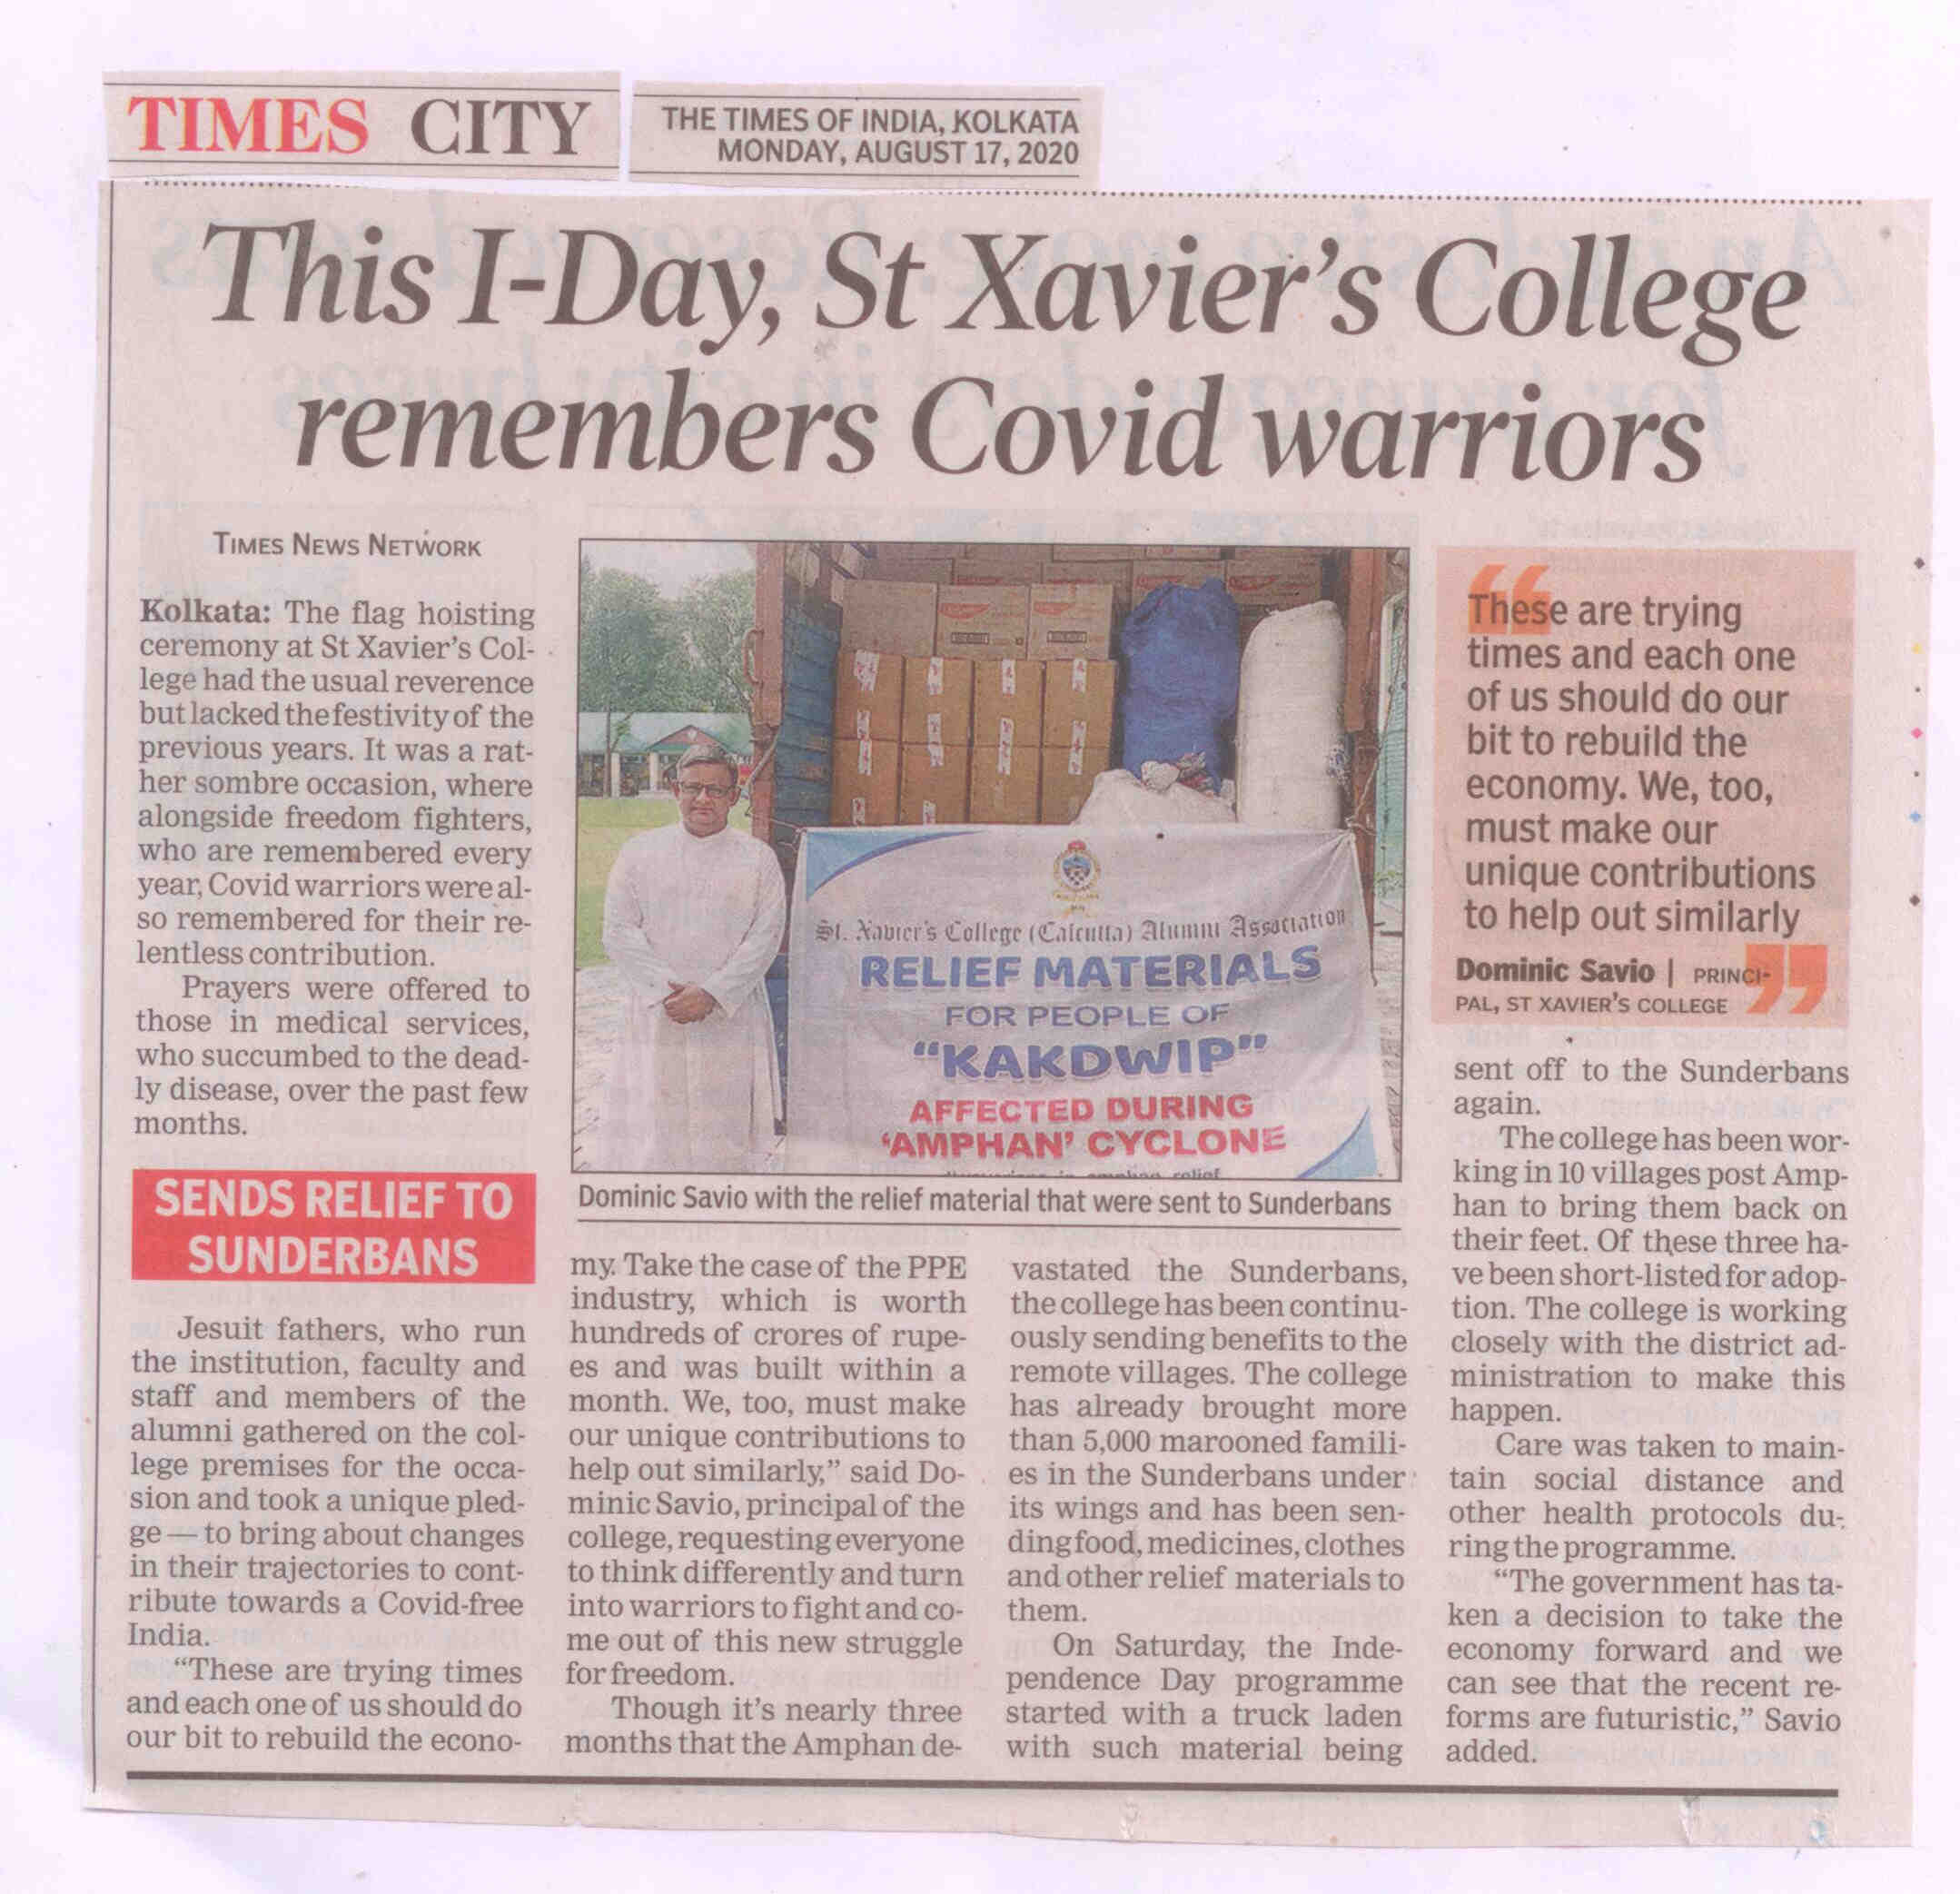 TIMES CITY
THE TIMES OF INDIA, KOLKATA
MONDAY, AUGUST 17, 2020
This I-Day, St Xavier's College
remembers Covid warriors
TIMES NEWS NETWORK
Kolkata: The flag hoisting
ceremony at St Xavier's Col-
lege had the usual reverence
but lacked the festivity of the
previous years. It was a rat-
her sombre occasion, where
alongside freedom fighters,
who are remembered every
year, Covid warriors were al-
so remembered for their re-
lentless contribution.
Prayers were offered to
those in medical services,
who succumbed to the dead-
ly disease, over the past few
months.
SENDS RELIEF TO
SUNDERBANS
Jesuit fathers, who run
the institution, faculty and
staff and members of the
alumni gathered on the col-
lege premises for the occa-
sion and took a unique pled-
ge — to bring about changes
in their trajectories to cont-
ribute towards a Covid-free
India.
“These are trying times
and each one of us should do
our bit to rebuild the econo-
St. Xavier's College (Calcutta) Alumni Association
RELIEF MATERIALS
FOR PEOPLE OF
“KAKDWIP”
AFFECTED DURING
‘AMPHAN’ CYCLONE
Dominic Savio with the relief material that were sent to Sunderbans
my. Take the case of the PPE
industry, which is worth
hundreds of crores of rupe-
es and was built within a
month. We, too, must make
our unique contributions to
help out similarly,” said Do-
minic Savio, principal of the
college, requesting everyone
to think differently and turn
into warriors to fight and co-
me out of this new struggle
for freedom.
Though it's nearly three
months that the Amphan de-
vastated the Sunderbans,
the college has been continu-
ously sending benefits to the
remote villages. The college
has already brought more
than 5,000 marooned famili-
es in the Sunderbans under
its wings and has been sen-
ding food, medicines, clothes
and other relief materials to
them.
On Saturday, the Inde-
pendence Day programme
started with a truck laden
with such material being
“These are trying
times and each one
of us should do our
bit to rebuild the
economy. We, too,
must make our
unique contributions
to help out similarly
Dominic Savio | PRINCI-
PAL, ST XAVIER'S COLLEGE ”
sent off to the Sunderbans
again.
The college has been wor-
king in 10 villages post Amp-
han to bring them back on
their feet. Of these three ha-
ve been short-listed for adop-
tion. The college is working
closely with the district ad-
ministration to make this
happen.
Care was taken to main-
tain social distance and
other health protocols du-
ring the programme.
“The government has ta-
ken a decision to take the
economy forward and we
can see that the recent re-
forms are futuristic,” Savio
added.